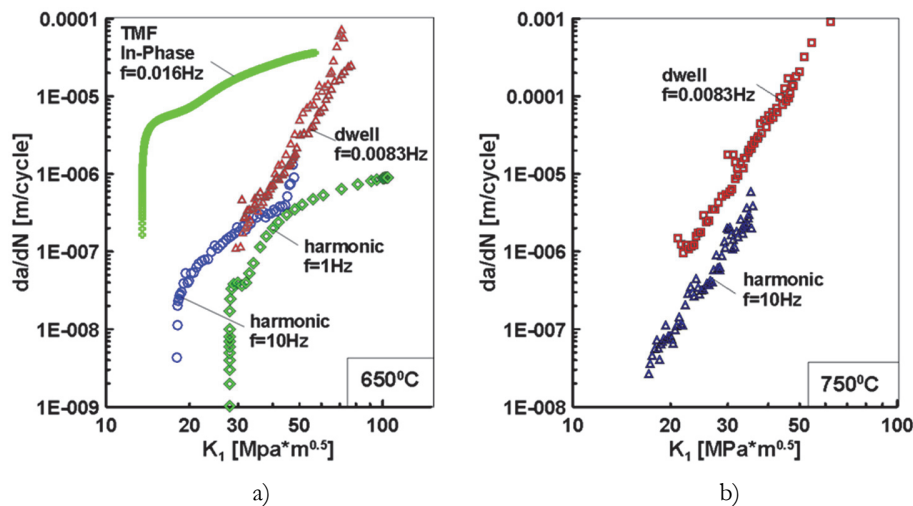 0.0001
1E-005
1E-006
1E-007
1E-008
1E-009
da/dN [m/cycle]
TMF
In-Phase
f=0.016Hz
dwell
f=0.0083Hz
harmonic
f=1Hz
harmonic
f=10Hz
650⁰C
10 20 30 50 100
K₁ [Mpa*m⁰·⁵]
a)
0.001
0.0001
1E-005
1E-006
1E-007
1E-008
da/dN [m/cycle]
dwell
f=0.0083Hz
harmonic
f=10Hz
750⁰C
10 20 30 50 100
K₁ [MPa*m⁰·⁵]
b)